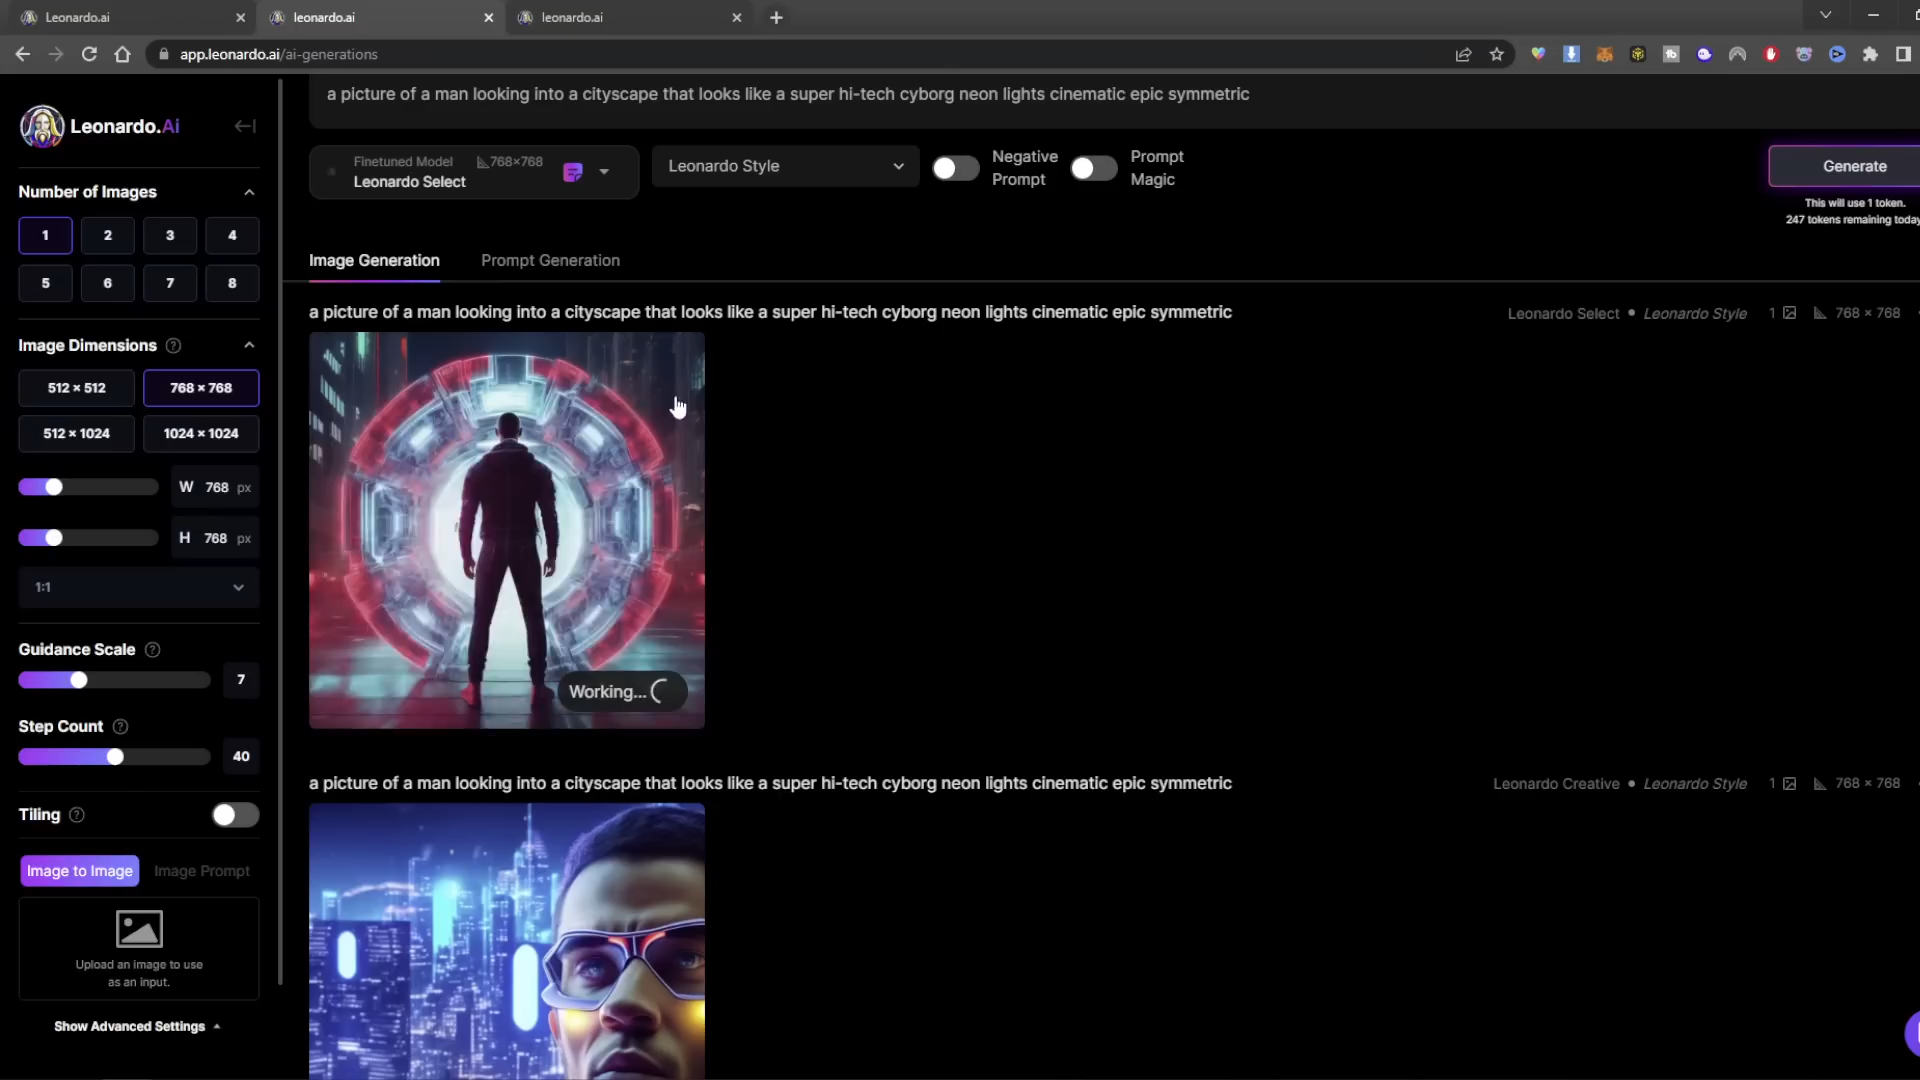 Leonardo.ai
leonardo.ai
leonardo.ai
app.leonardo.ai/ai-generations
Leonardo.Ai
Number of Images
1 2 3 4
5 6 7 8
Image Dimensions
512 × 512 768 × 768
512 × 1024 1024 × 1024
W 768 px
H 768 px
1:1
Guidance Scale
7
Step Count
40
Tiling
Image to Image Image Prompt
Upload an image to use
as an input.
Show Advanced Settings
a picture of a man looking into a cityscape that looks like a super hi-tech cyborg neon lights cinematic epic symmetric
Finetuned Model 768×768
Leonardo Select
Leonardo Style
Negative
Prompt
Prompt
Magic
Generate
This will use 1 token.
247 tokens remaining today
Image Generation Prompt Generation
a picture of a man looking into a cityscape that looks like a super hi-tech cyborg neon lights cinematic epic symmetric
Leonardo Select • Leonardo Style 1 768 × 768
Working...
a picture of a man looking into a cityscape that looks like a super hi-tech cyborg neon lights cinematic epic symmetric
Leonardo Creative • Leonardo Style 1 768 × 768